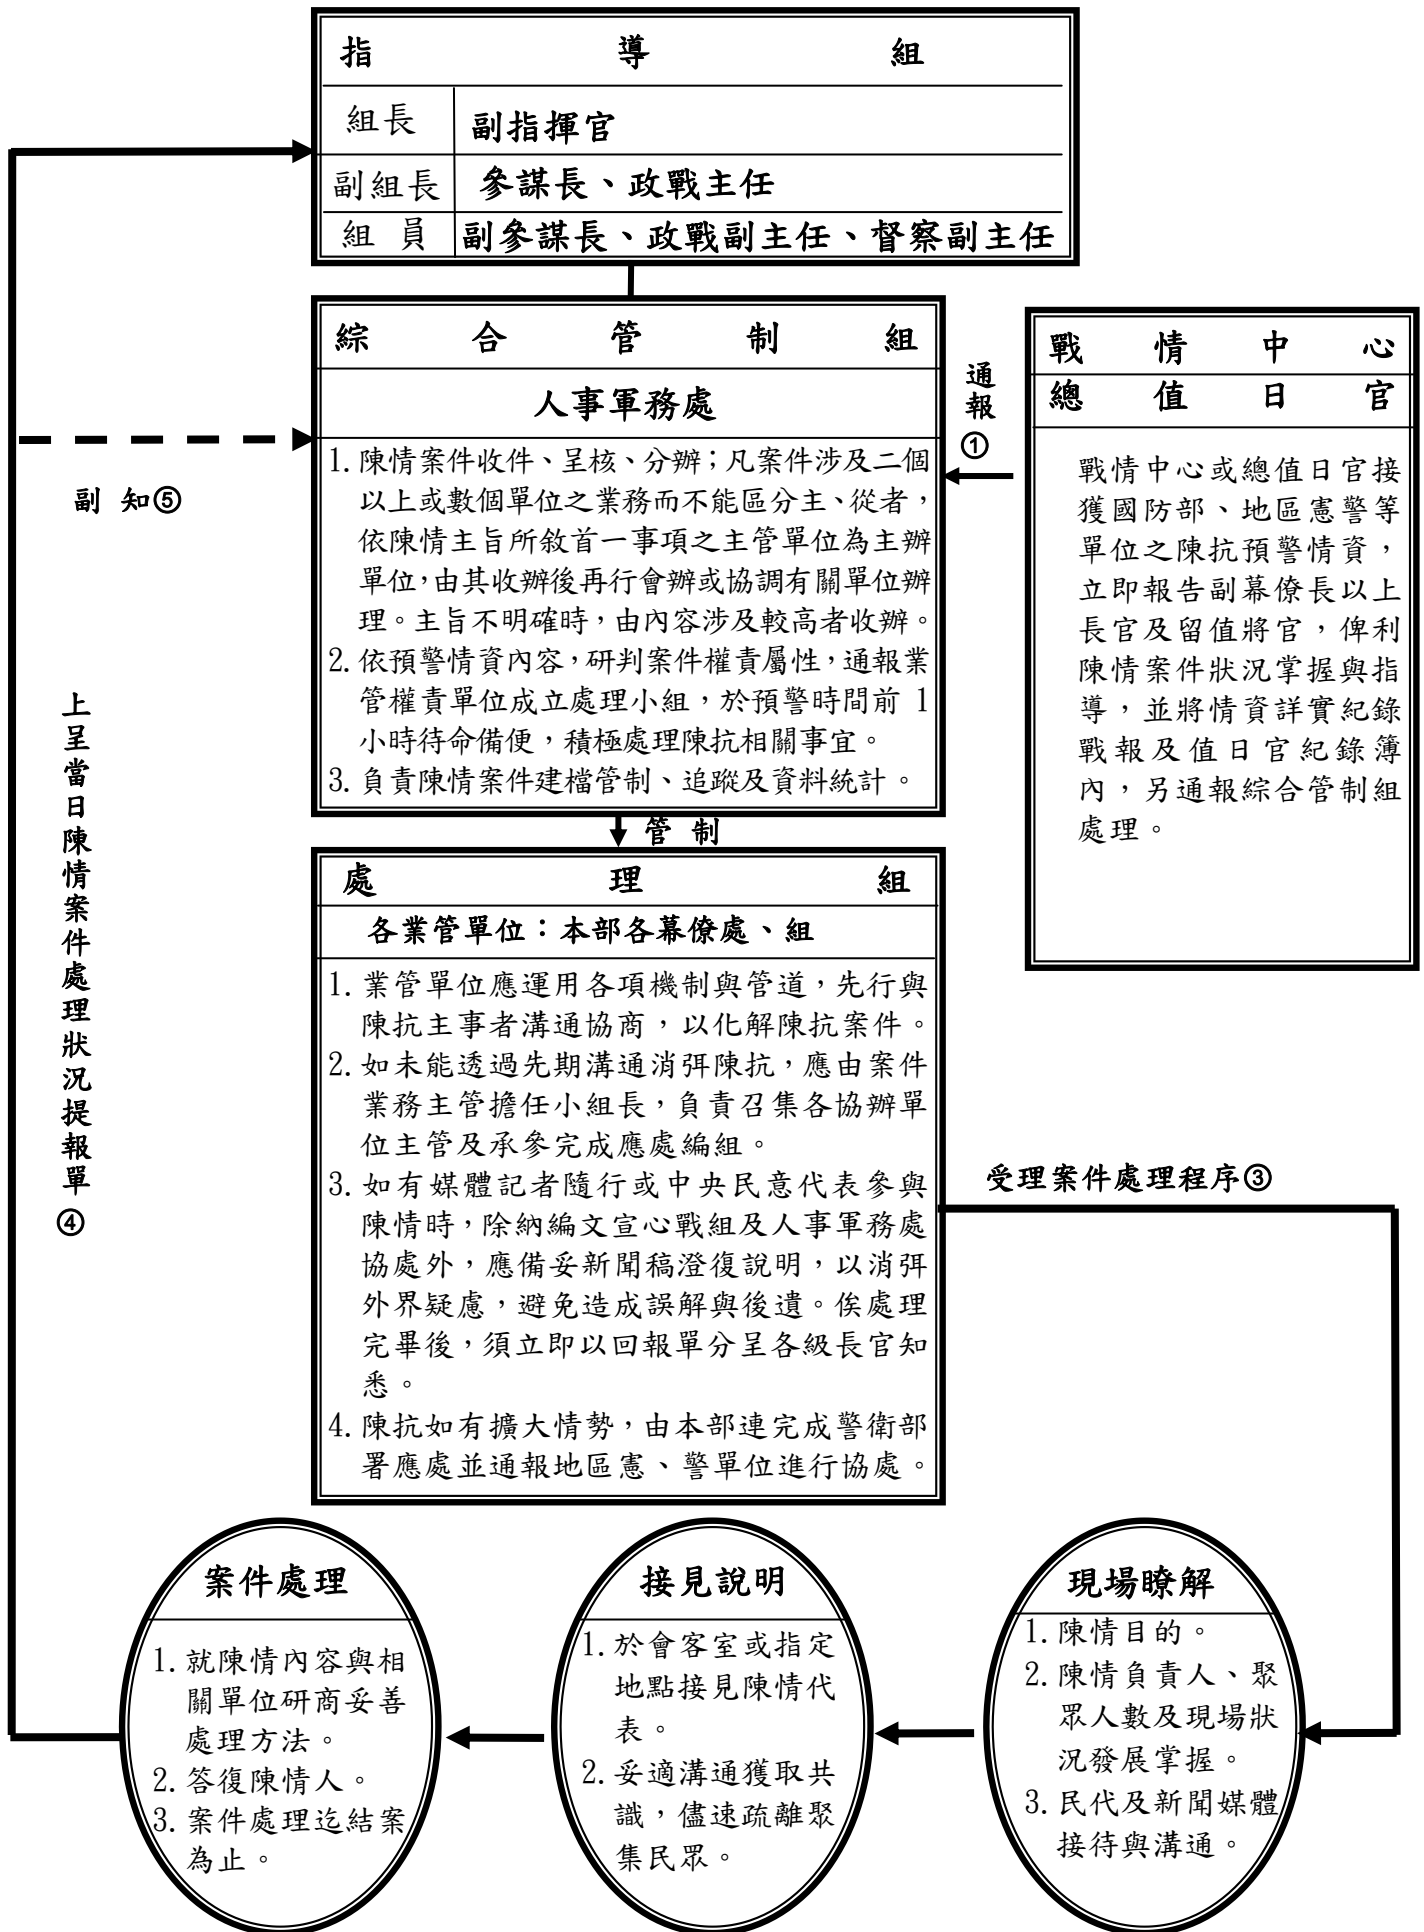 指導組
組長 副指揮官
副組長 參謀長、政戰主任
組員 副參謀長、政戰副主任、督察副主任
綜合管制組
人事軍務處
1.陳情案件收件、呈核、分辦；凡案件涉及二個
以上或數個單位之業務而不能區分主、從者，
依陳情主旨所敘首一事項之主管單位為主辦
單位，由其收辦後再行會辦或協調有關單位辦
理。主旨不明確時，由內容涉及較高者收辦。
2.依預警情資內容，研判案件權責屬性，通報業
管權責單位成立處理小組，於預警時間前 1
小時待命備便，積極處理陳抗相關事宜。
3.負責陳情案件建檔管制、追蹤及資料統計。
通報①
戰情中心
總值日官
戰情中心或總值日官接
獲國防部、地區憲警等
單位之陳抗預警情資，
立即報告副幕僚長以上
長官及留值將官，俾利
陳情案件狀況掌握與指
導，並將情資詳實紀錄
戰報及值日官紀錄簿
內，另通報綜合管制組
處理。
副知⑤
上呈當日陳情案件處理狀況提報單④
管制
處理組
各業管單位：本部各幕僚處、組
1.業管單位應運用各項機制與管道，先行與
陳抗主事者溝通協商，以化解陳抗案件。
2.如未能透過先期溝通消弭陳抗，應由案件
業務主管擔任小組長，負責召集各協辦單
位主管及承參完成應處編組。
3.如有媒體記者隨行或中央民意代表參與
陳情時，除納編文宣心戰組及人事軍務處
協處外，應備妥新聞稿澄復說明，以消弭
外界疑慮，避免造成誤解與後遺。俟處理
完畢後，須立即以回報單分呈各級長官知
悉。
4.陳抗如有擴大情勢，由本部連完成警衛部
署應處並通報地區憲、警單位進行協處。
受理案件處理程序③
現場瞭解
1.陳情目的。
2.陳情負責人、聚
眾人數及現場狀
況發展掌握。
3.民代及新聞媒體
接待與溝通。
接見說明
1.於會客室或指定
地點接見陳情代
表。
2.妥適溝通獲取共
識，儘速疏離聚
集民眾。
案件處理
1.就陳情內容與相
關單位研商妥善
處理方法。
2.答復陳情人。
3.案件處理迄結案
為止。